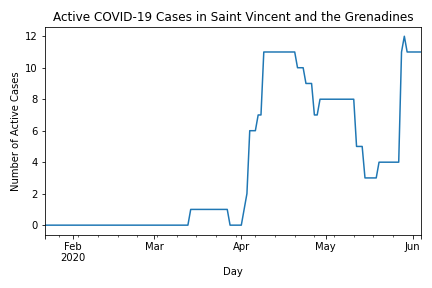 Active COVID-19 Cases in Saint Vincent and the Grenadines
Number of Active Cases
12
10
8
6
4
2
0
Feb Mar Apr May Jun
2020
Day